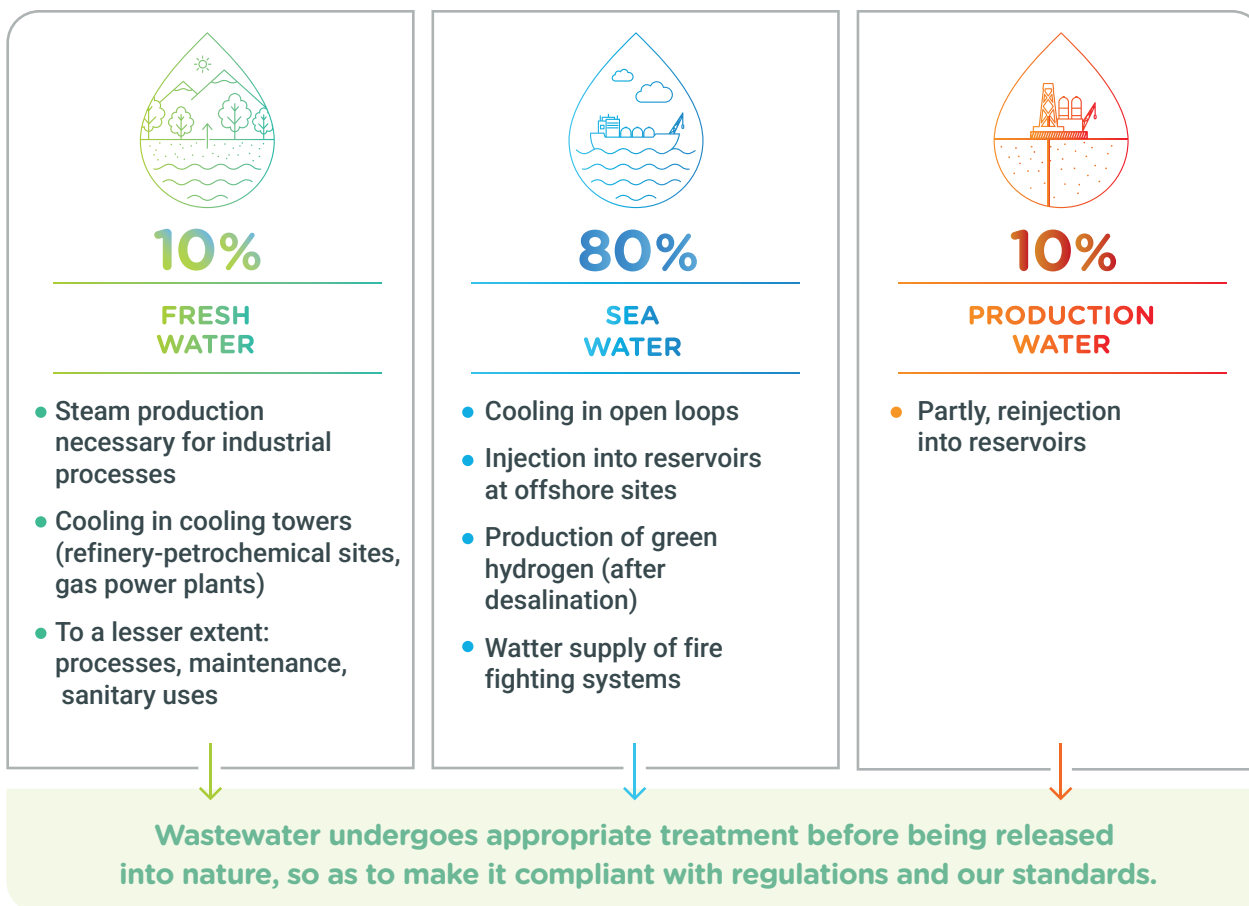 10%
FRESH
WATER
• Steam production
necessary for industrial
processes
• Cooling in cooling towers
(refinery-petrochemical sites,
gas power plants)
• To a lesser extent:
processes, maintenance,
sanitary uses
80%
SEA
WATER
• Cooling in open loops
• Injection into reservoirs
at offshore sites
• Production of green
hydrogen (after
desalination)
• Watter supply of fire
fighting systems
10%
PRODUCTION
WATER
• Partly, reinjection
into reservoirs
Wastewater undergoes appropriate treatment before being released
into nature, so as to make it compliant with regulations and our standards.